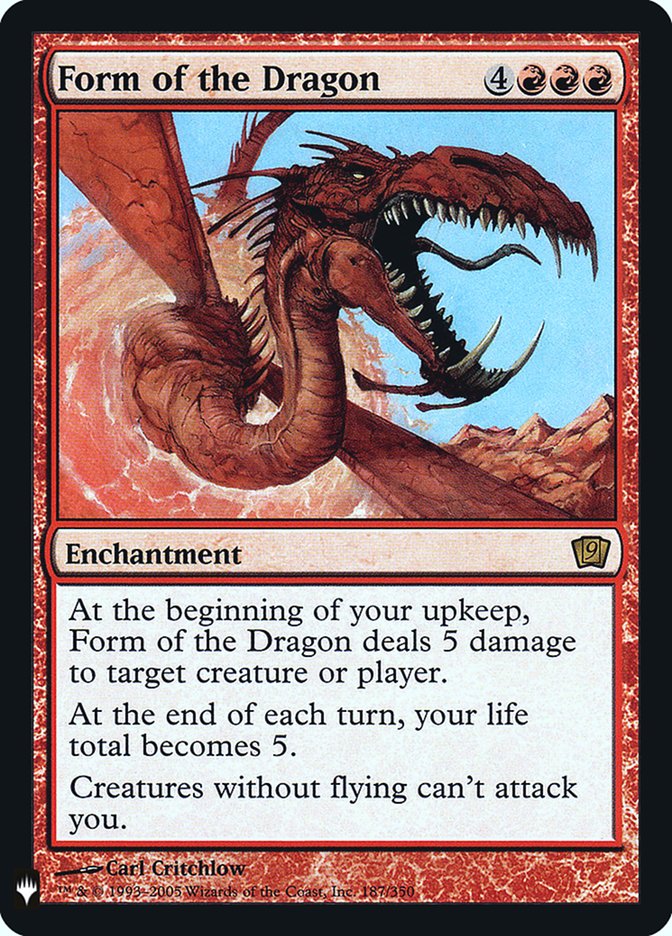 Form of the Dragon 4
Enchantment 9
At the beginning of your upkeep,
Form of the Dragon deals 5 damage
to target creature or player.
At the end of each turn, your life
total becomes 5.
Creatures without flying can't attack
you.
Carl Critchlow
™ & © 1993–2005 Wizards of the Coast, Inc. 187/350